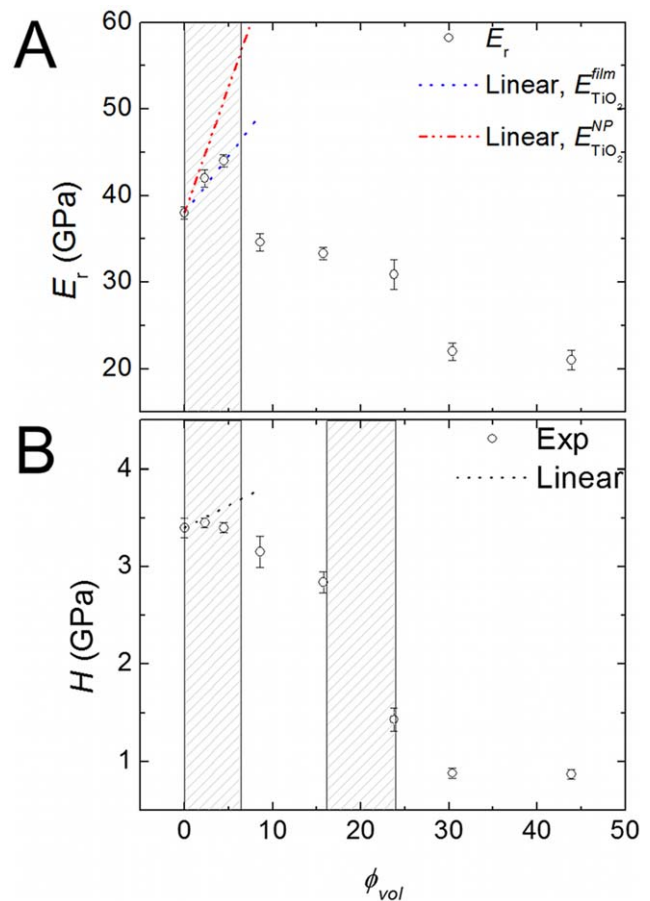 A
60
50
40
30
20
E_r (GPa)
E_r
Linear, E_TiO₂^film
Linear, E_TiO₂^NP
B
4
3
2
1
H (GPa)
Exp
Linear
0 10 20 30 40 50
ϕ_vol